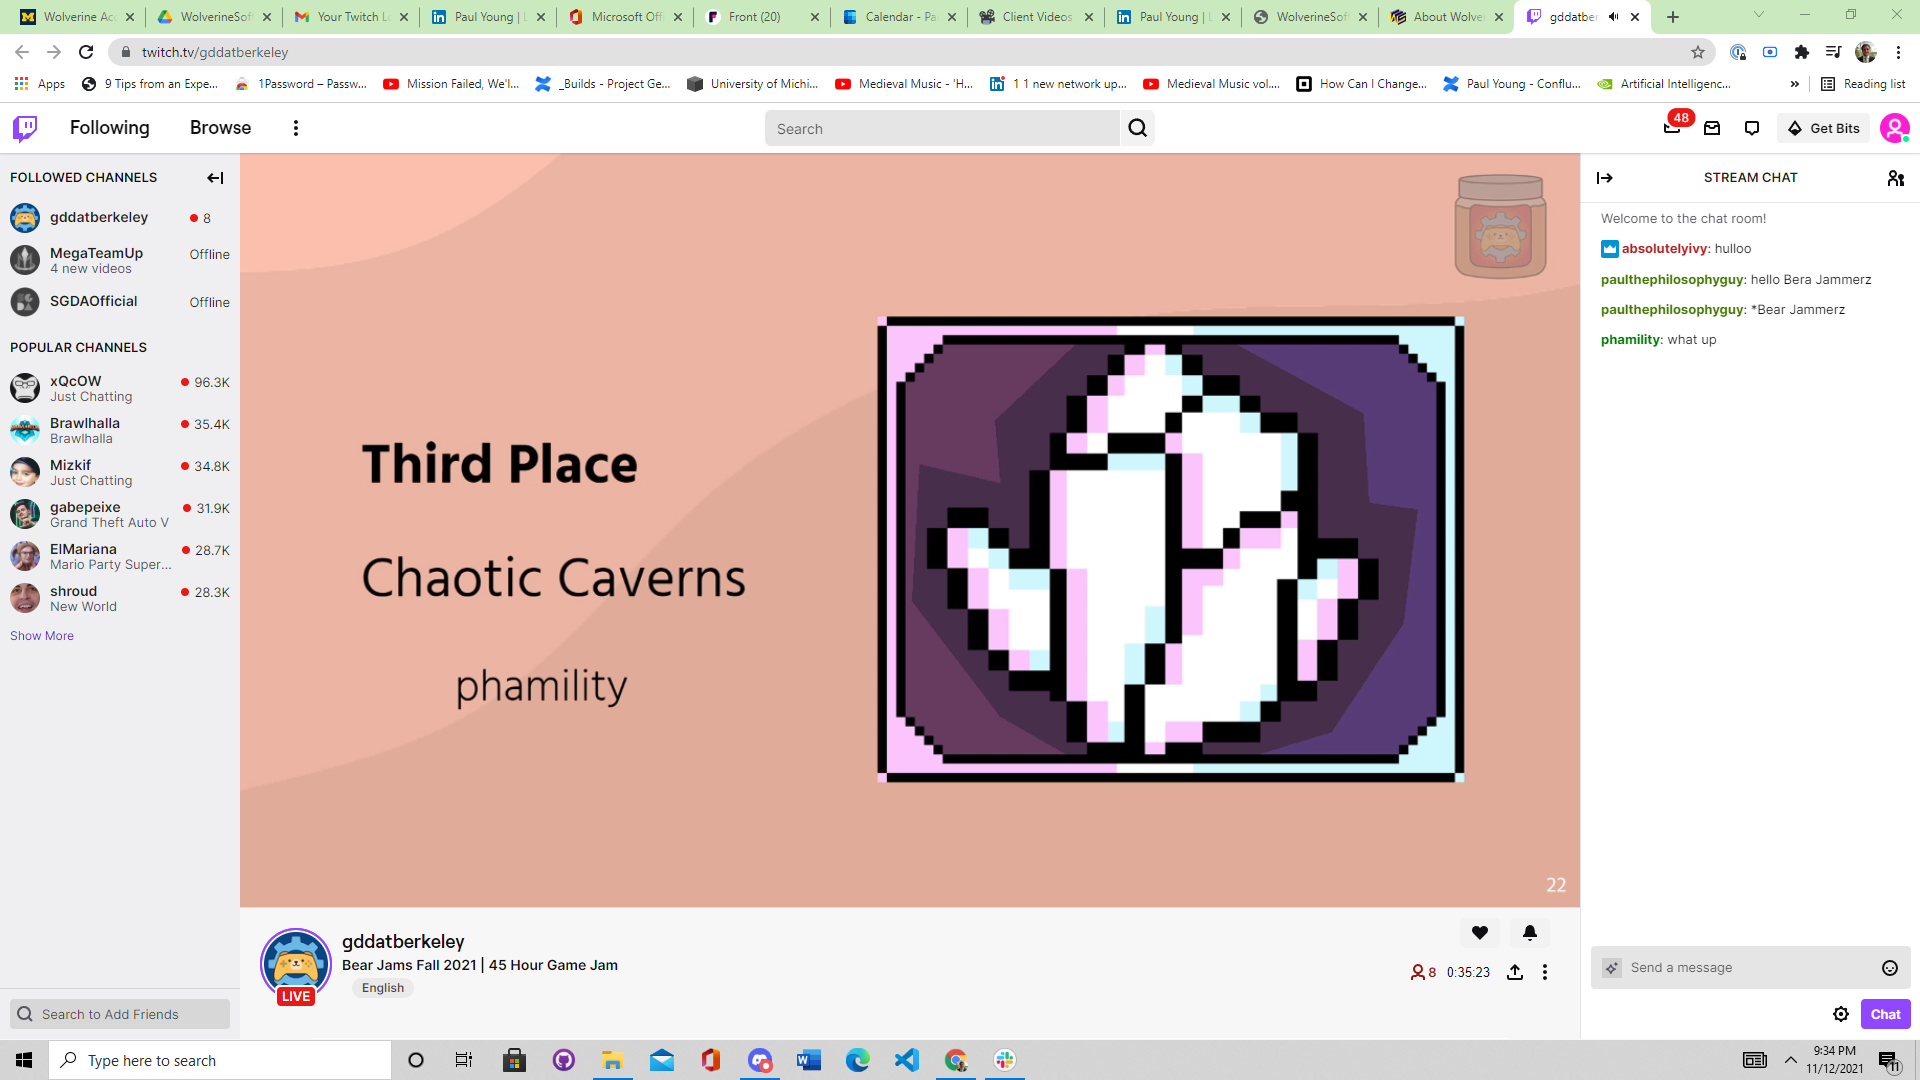 Wolverine Acc
WolverineSoft
Your Twitch L
Paul Young | L
Microsoft Offi
Front (20)
Calendar - Pa
Client Videos
Paul Young | L
WolverineSoft
About Wolve
gddatber
twitch.tv/gddatberkeley
Apps
9 Tips from an Expe...
1Password – Passw...
Mission Failed, We'l...
_Builds - Project Ge...
University of Michi...
Medieval Music - 'H...
1 1 new network up...
Medieval Music vol....
How Can I Change...
Paul Young - Conflu...
Artificial Intelligenc...
»
Reading list
Following
Browse
Search
48
Get Bits
FOLLOWED CHANNELS
gddatberkeley
8
MegaTeamUp
Offline
4 new videos
SGDAOfficial
Offline
POPULAR CHANNELS
xQcOW
96.3K
Just Chatting
Brawlhalla
35.4K
Brawlhalla
Mizkif
34.8K
Just Chatting
gabepeixe
31.9K
Grand Theft Auto V
ElMariana
28.7K
Mario Party Super...
shroud
28.3K
New World
Show More
Search to Add Friends
Third Place
Chaotic Caverns
phamility
22
gddatberkeley
Bear Jams Fall 2021 | 45 Hour Game Jam
English
LIVE
8
0:35:23
STREAM CHAT
Welcome to the chat room!
absolutelyivy: hulloo
paulthephilosophyguy: hello Bera Jammerz
paulthephilosophyguy: *Bear Jammerz
phamility: what up
Send a message
Chat
Type here to search
9:34 PM
11/12/2021
11